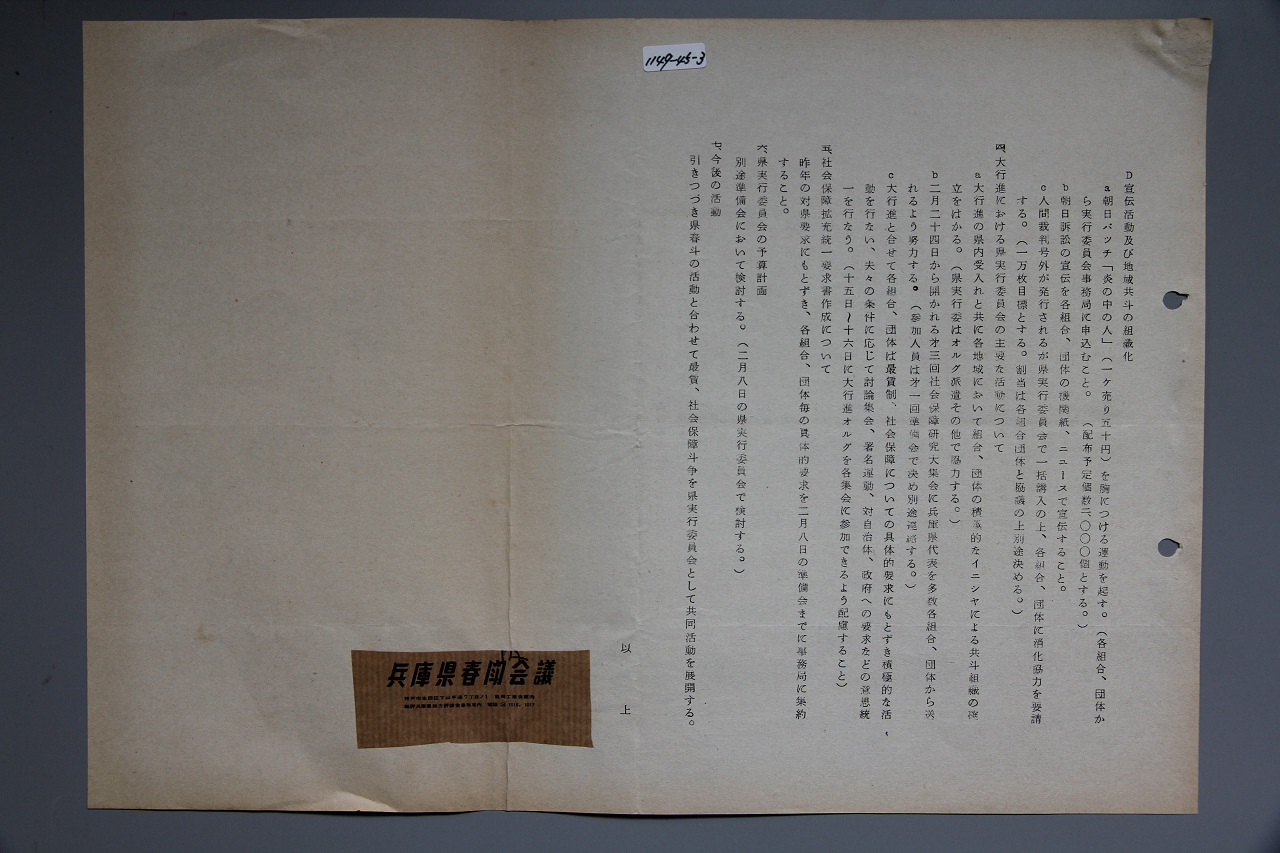 1149-45-3
D 宣伝活動及び地域共斗の組織化
a 朝日バッチ「炎の中の人」(一ケ売り五十円)を胸につける運動を起す。(各組合、団体か
ら実行委員会事務局に申込むこと。(配布予定個数三、〇〇〇個とする。)
b 朝日訴訟の宣伝を各組合、団体の機関紙、ニュースで宣伝すること。
c 人間裁判号外が発行されるが県実行委員会で一括購入の上、各組合、団体に消化協力を要請
する。(一万枚目標とする。割当は各組合団体と協議の上別途決める。)
四、大行進における県実行委員会の主要な活動について
a 大行進の県内受入れと共に各地域において組合、団体の積極的なイニシヤによる共斗組織の確
立をはかる。(県実行委はオルグ派遣その他で協力する。)
b 二月二十四日から開かれる才三回社会保障研究大集会に兵庫県代表を多数各組合、団体から送
れるよう努力する。(参加人員は才一回準備会で決め別途連絡する。)
c 大行進と合せて各組合、団体は最賃制、社会保障についての具体的要求にもとずき積極的な活
動を行ない、夫々の条件に応じて討論集会、署名運動、対自治体、政府への要求などの意思統
一を行なう。(十五日〜十六日に大行進オルグを各集会に参加できるよう配慮すること)
五、社会保障拡充統一要求書作成について
昨年の対県要求にもとずき、各組合、団体毎の具体的要求を二月八日の準備会までに事務局に集約
すること。
六、県実行委員会の予算計画
別途準備会において検討する。(二月八日の県実行委員会で検討する。)
七、今後の活動
引きつづき県春斗の活動と合わせて最賃、社会保障斗争を県実行委員会として共同活動を展開する。
以上
兵庫県春闘会議